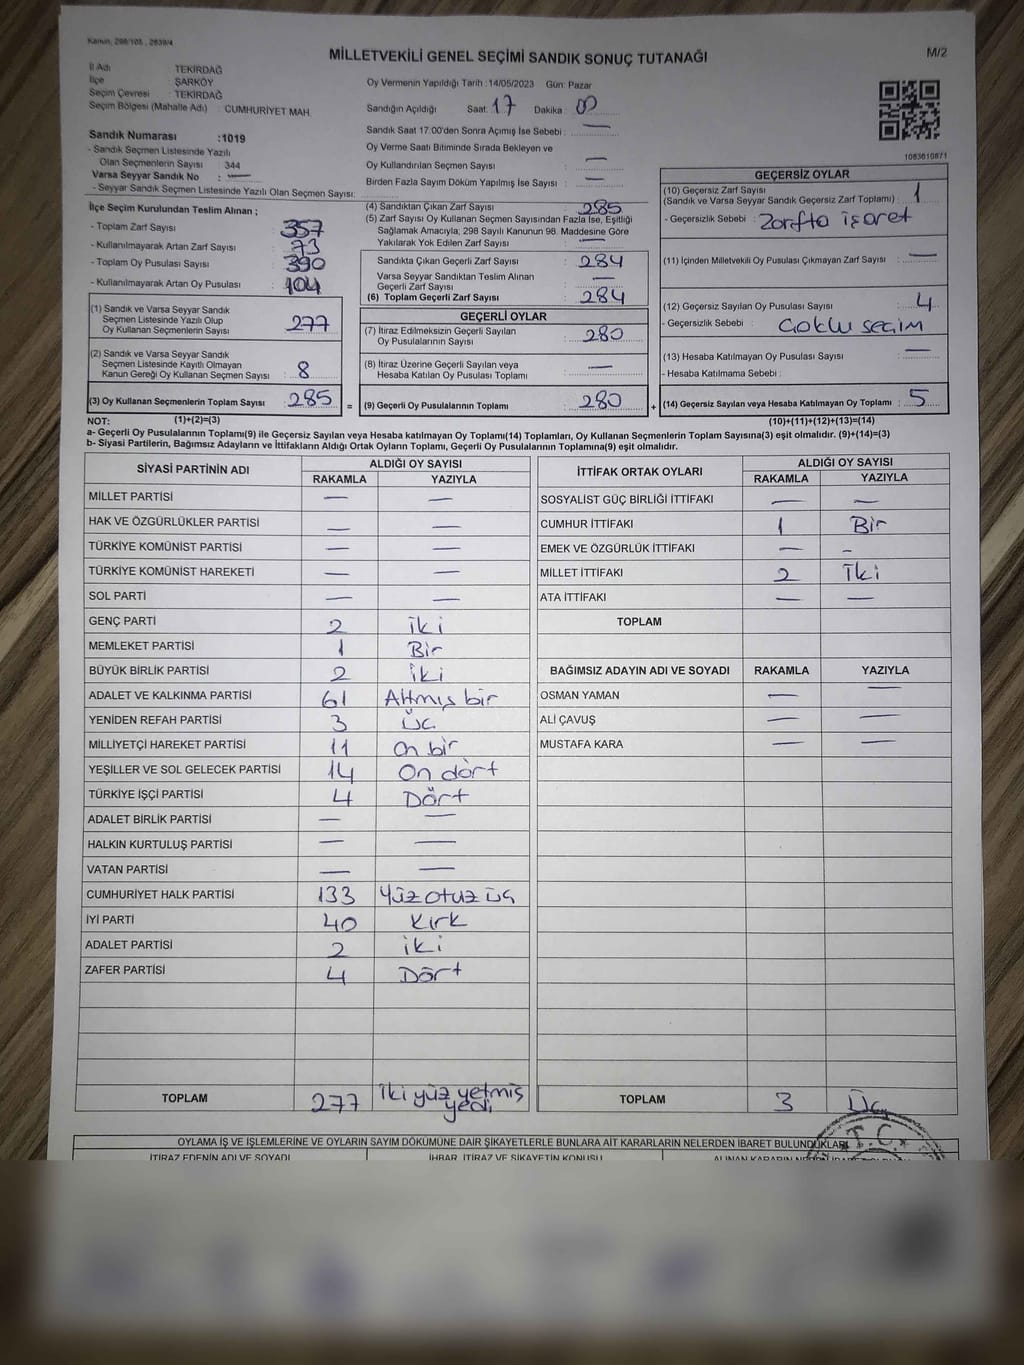 Kanun, 298/105 , 2839/4
MİLLETVEKİLİ GENEL SEÇİMİ SANDIK SONUÇ TUTANAĞI
M/2
İl Adı : TEKİRDAĞ
İlçe : ŞARKÖY
Seçim Çevresi : TEKİRDAĞ
Seçim Bölgesi (Mahalle Adı) : CUMHURİYET MAH.
Sandık Numarası :1019
- Sandık Seçmen Listesinde Yazılı
Olan Seçmenlerin Sayısı : 344
Varsa Seyyar Sandık No : —
- Seyyar Sandık Seçmen Listesinde Yazılı Olan Seçmen Sayısı:
Oy Vermenin Yapıldığı Tarih :14/05/2023 Gün: Pazar
Sandığın Açıldığı Saat: 17 Dakika : 00
Sandık Saat 17:00'den Sonra Açımış İse Sebebi : —
Oy Verme Saati Bitiminde Sırada Bekleyen ve
Oy Kullandırılan Seçmen Sayısı : —
Birden Fazla Sayım Döküm Yapılmış İse Sayısı : —
1083610871
İlçe Seçim Kurulundan Teslim Alınan ;
- Toplam Zarf Sayısı : 357
- Kullanılmayarak Artan Zarf Sayısı : 73
- Toplam Oy Pusulası Sayısı : 390
- Kullanılmayarak Artan Oy Pusulası : 104
(1) Sandık ve Varsa Seyyar Sandık
Seçmen Listesinde Yazılı Olup
Oy Kullanan Seçmenlerin Sayısı : 277
(2) Sandık ve Varsa Seyyar Sandık
Seçmen Listesinde Kayıtlı Olmayan
Kanun Gereği Oy Kullanan Seçmen Sayısı : 8
(3) Oy Kullanan Seçmenlerin Toplam Sayısı : 285
(4) Sandıktan Çıkan Zarf Sayısı : 285
(5) Zarf Sayısı Oy Kullanan Seçmen Sayısından Fazla İse, Eşitliği
Sağlamak Amacıyla, 298 Sayılı Kanunun 98. Maddesine Göre
Yakılarak Yok Edilen Zarf Sayısı : —
Sandıkta Çıkan Geçerli Zarf Sayısı : 284
Varsa Seyyar Sandıktan Teslim Alınan
Geçerli Zarf Sayısı : —
(6) Toplam Geçerli Zarf Sayısı : 284
GEÇERLİ OYLAR
(7) İtiraz Edilmeksizin Geçerli Sayılan
Oy Pusulalarının Sayısı : 280
(8) İtiraz Üzerine Geçerli Sayılan veya
Hesaba Katılan Oy Pusulası Toplamı : —
= (9) Geçerli Oy Pusulalarının Toplamı : 280
GEÇERSİZ OYLAR
(10) Geçersiz Zarf Sayısı
(Sandık ve Varsa Seyyar Sandık Geçersiz Zarf Toplamı) : 1
- Geçersizlik Sebebi : Zarfta işaret
(11) İçinden Milletvekili Oy Pusulası Çıkmayan Zarf Sayısı : —
(12) Geçersiz Sayılan Oy Pusulası Sayısı : 4
- Geçersizlik Sebebi : Çoklu seçim
(13) Hesaba Katılmayan Oy Pusulası Sayısı : —
- Hesaba Katılmama Sebebi :
+ (14) Geçersiz Sayılan veya Hesaba Katılmayan Oy Toplamı : 5
NOT: (1)+(2)=(3) (10)+(11)+(12)+(13)=(14)
a- Geçerli Oy Pusulalarının Toplamı(9) ile Geçersiz Sayılan veya Hesaba katılmayan Oy Toplamı(14) Toplamları, Oy Kullanan Seçmenlerin Toplam Sayısına(3) eşit olmalıdır. (9)+(14)=(3)
b- Siyasi Partilerin, Bağımsız Adayların ve İttifakların Aldığı Ortak Oyların Toplamı, Geçerli Oy Pusulalarının Toplamına(9) eşit olmalıdır.
SİYASİ PARTİNİN ADI ALDIĞI OY SAYISI
RAKAMLA YAZIYLA
MİLLET PARTİSİ — —
HAK VE ÖZGÜRLÜKLER PARTİSİ — —
TÜRKİYE KOMÜNİST PARTİSİ — —
TÜRKİYE KOMÜNİST HAREKETİ — —
SOL PARTİ — —
GENÇ PARTİ 2 iki
MEMLEKET PARTİSİ 1 Bir
BÜYÜK BİRLİK PARTİSİ 2 iki
ADALET VE KALKINMA PARTİSİ 61 Altmış bir
YENİDEN REFAH PARTİSİ 3 Üç
MİLLİYETÇİ HAREKET PARTİSİ 11 On bir
YEŞİLLER VE SOL GELECEK PARTİSİ 14 On dört
TÜRKİYE İŞÇİ PARTİSİ 4 Dört
ADALET BİRLİK PARTİSİ — —
HALKIN KURTULUŞ PARTİSİ — —
VATAN PARTİSİ — —
CUMHURİYET HALK PARTİSİ 133 Yüz otuz üç
İYİ PARTİ 40 Kırk
ADALET PARTİSİ 2 iki
ZAFER PARTİSİ 4 Dört
TOPLAM 277 İki yüz yetmiş yedi
İTTİFAK ORTAK OYLARI ALDIĞI OY SAYISI
RAKAMLA YAZIYLA
SOSYALİST GÜÇ BİRLİĞİ İTTİFAKI — —
CUMHUR İTTİFAKI 1 Bir
EMEK VE ÖZGÜRLÜK İTTİFAKI — —
MİLLET İTTİFAKI 2 İki
ATA İTTİFAKI — —
TOPLAM
BAĞIMSIZ ADAYIN ADI VE SOYADI RAKAMLA YAZIYLA
OSMAN YAMAN — —
ALİ ÇAVUŞ — —
MUSTAFA KARA — —
TOPLAM 3 Üç
OYLAMA İŞ VE İŞLEMLERİNE VE OYLARIN SAYIM DÖKÜMÜNE DAİR ŞİKAYETLERLE BUNLARA AİT KARARLARIN NELERDEN İBARET BULUNDUKLARI
T.C.
İTİRAZ EDENİN ADI VE SOYADI İHBAR, İTİRAZ VE ŞİKAYETİN KONUSU ALINAN KARARIN